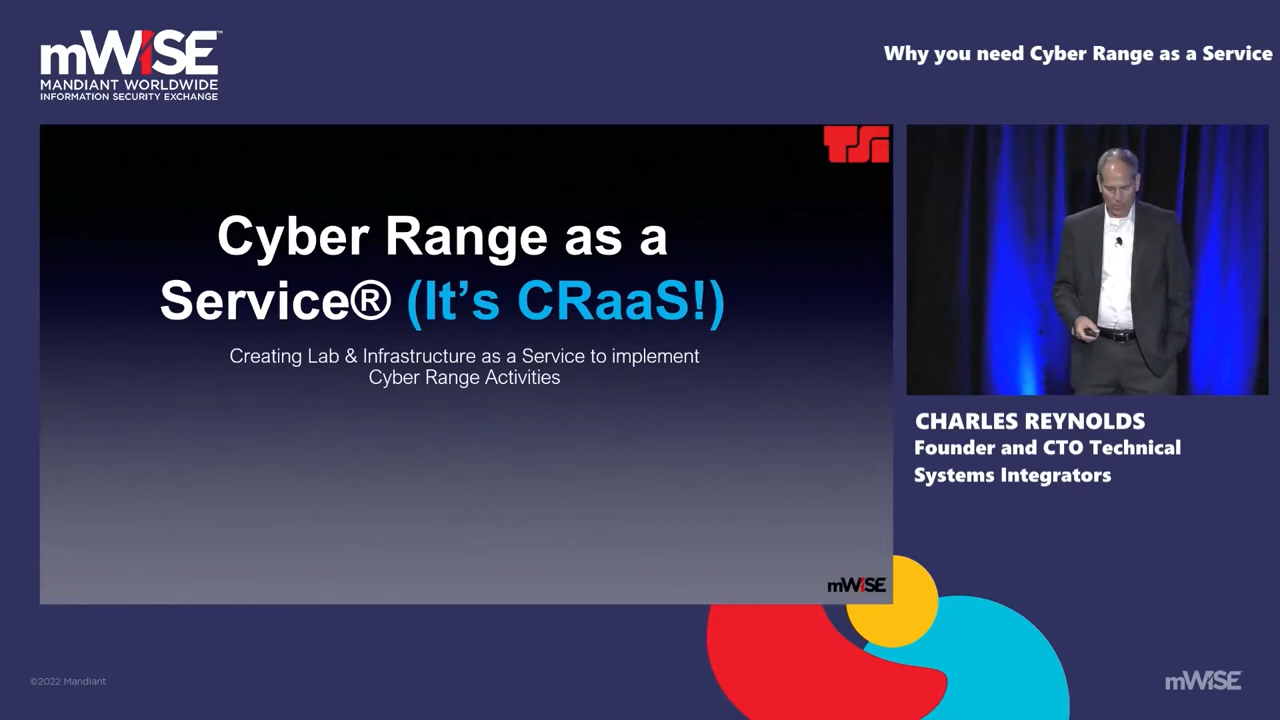 mWISE™
MANDIANT WORLDWIDE
INFORMATION SECURITY EXCHANGE
Why you need Cyber Range as a Service
TSI
Cyber Range as a
Service® (It's CRaaS!)
Creating Lab & Infrastructure as a Service to implement
Cyber Range Activities
mWISE
CHARLES REYNOLDS
Founder and CTO Technical
Systems Integrators
©2022 Mandiant
mWISE